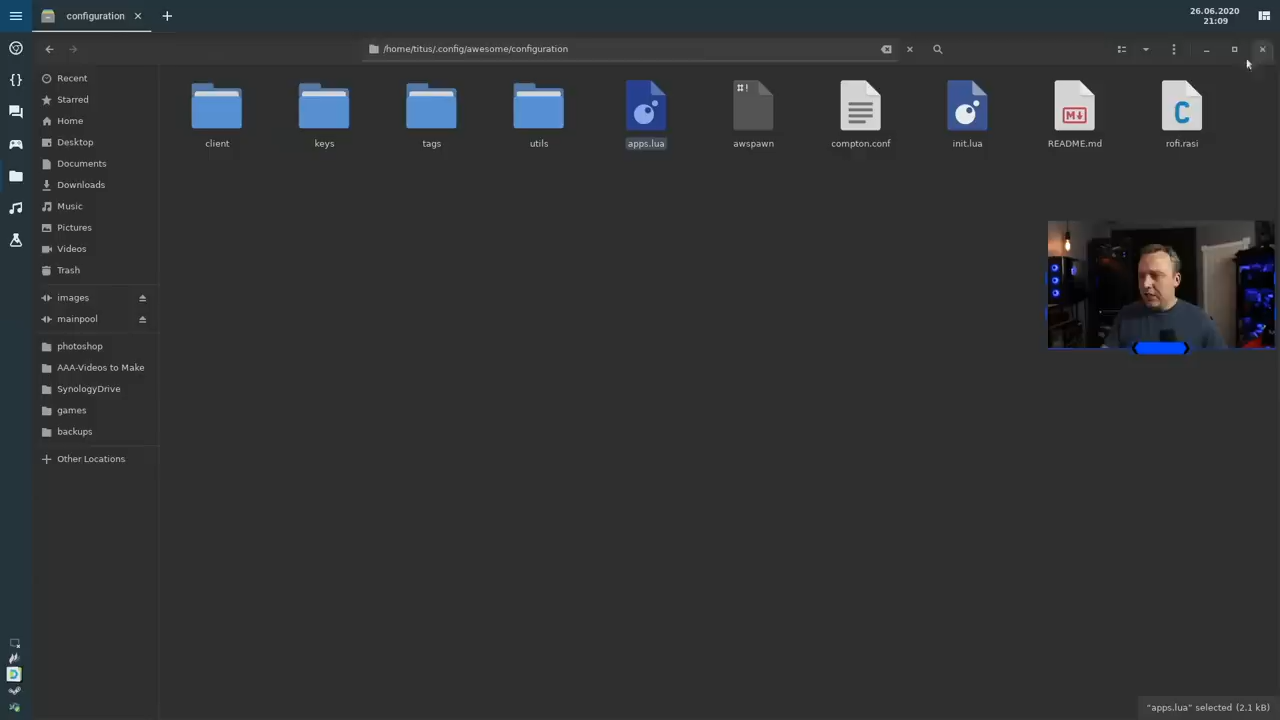 configuration
26.06.2020
21:09
/home/titus/.config/awesome/configuration
Recent
Starred
Home
Desktop
Documents
Downloads
Music
Pictures
Videos
Trash
images
mainpool
photoshop
AAA-Videos to Make
SynologyDrive
games
backups
Other Locations
client
keys
tags
utils
apps.lua
#!
awspawn
compton.conf
init.lua
M
README.md
C
rofi.rasi
"apps.lua" selected (2.1 kB)